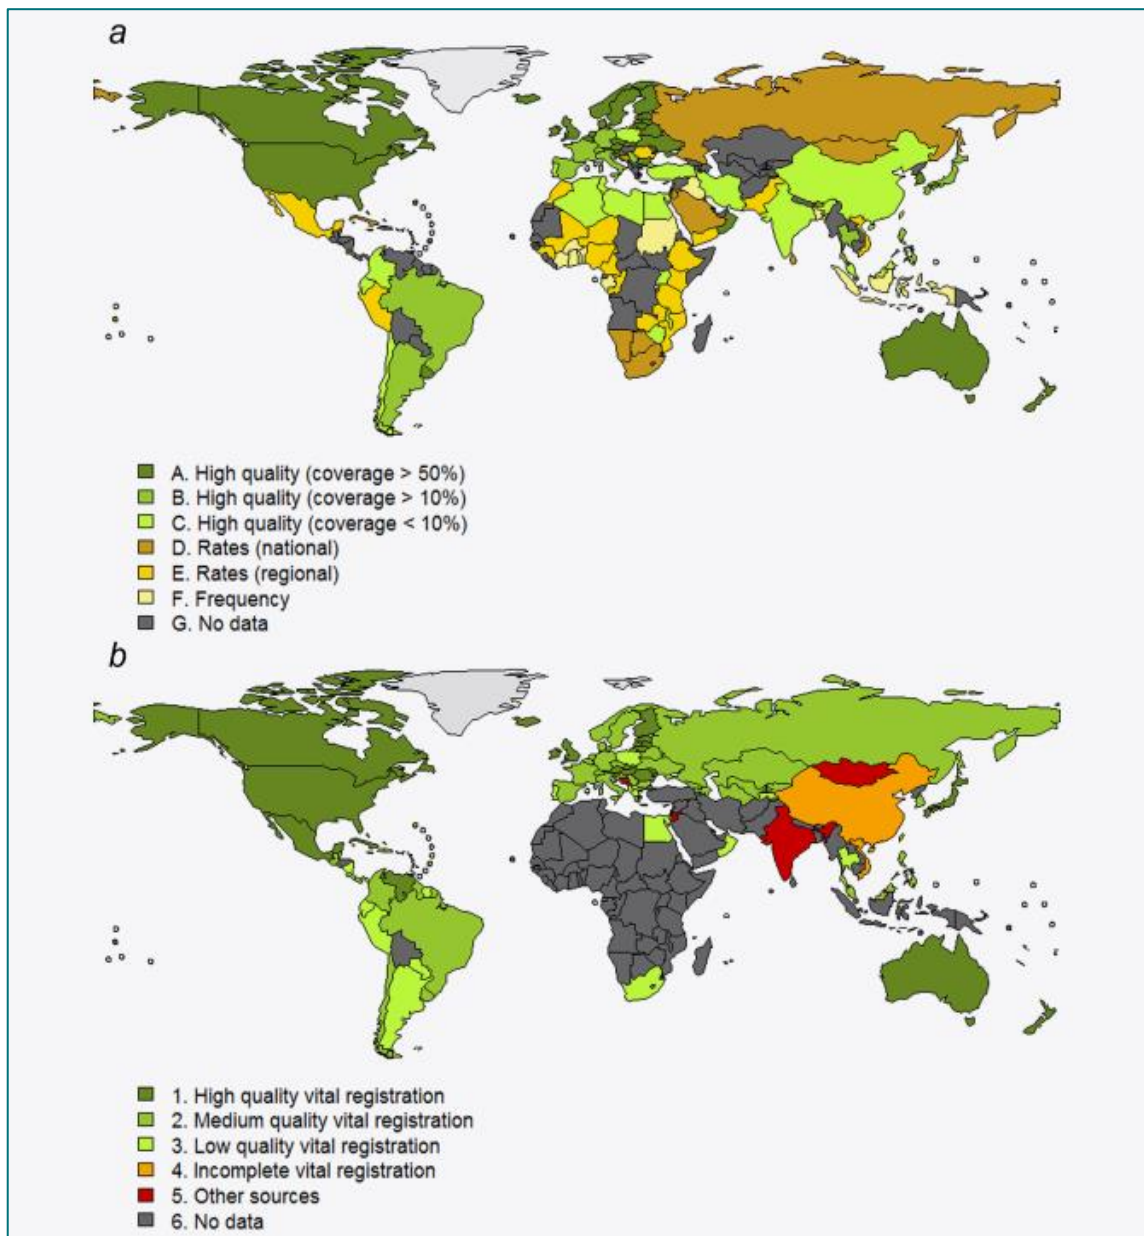 a
A. High quality (coverage > 50%)
B. High quality (coverage > 10%)
C. High quality (coverage < 10%)
D. Rates (national)
E. Rates (regional)
F. Frequency
G. No data
b
1. High quality vital registration
2. Medium quality vital registration
3. Low quality vital registration
4. Incomplete vital registration
5. Other sources
6. No data